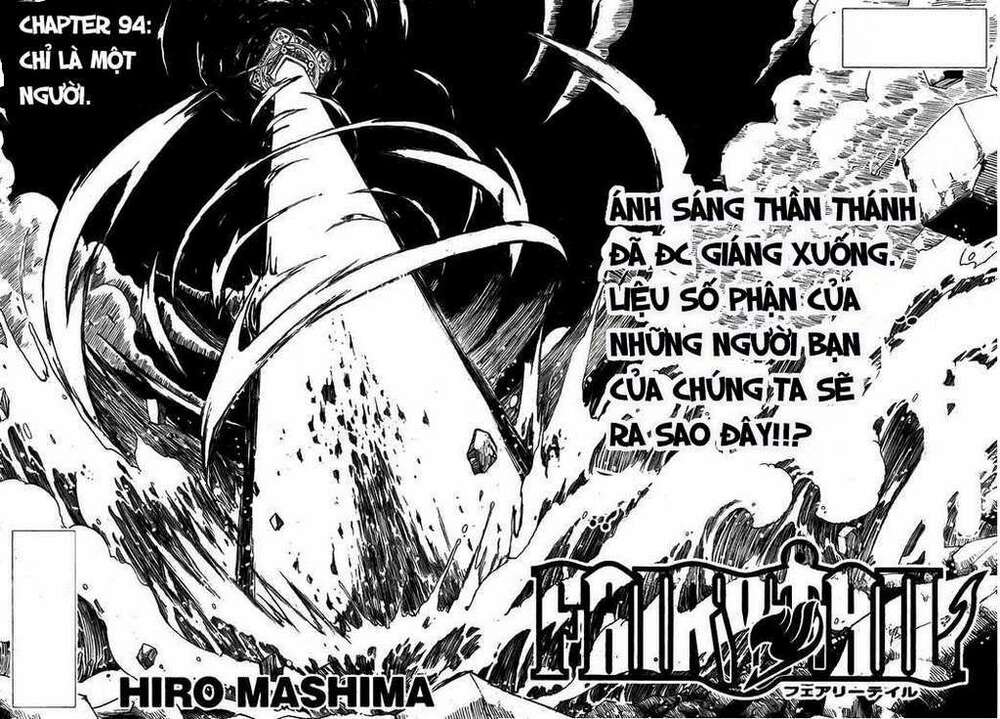 CHAPTER 94:
CHỈ LÀ MỘT
NGƯỜI.
ÁNH SÁNG THẦN THÁNH
ĐÃ ĐC GIÁNG XUỐNG.
LIỆU SỐ PHẬN CỦA
NHỮNG NGƯỜI BẠN
CỦA CHÚNG TA SẼ
RA SAO ĐÂY!!?
FAIRY TAIL
フェアリーテイル
HIRO MASHIMA